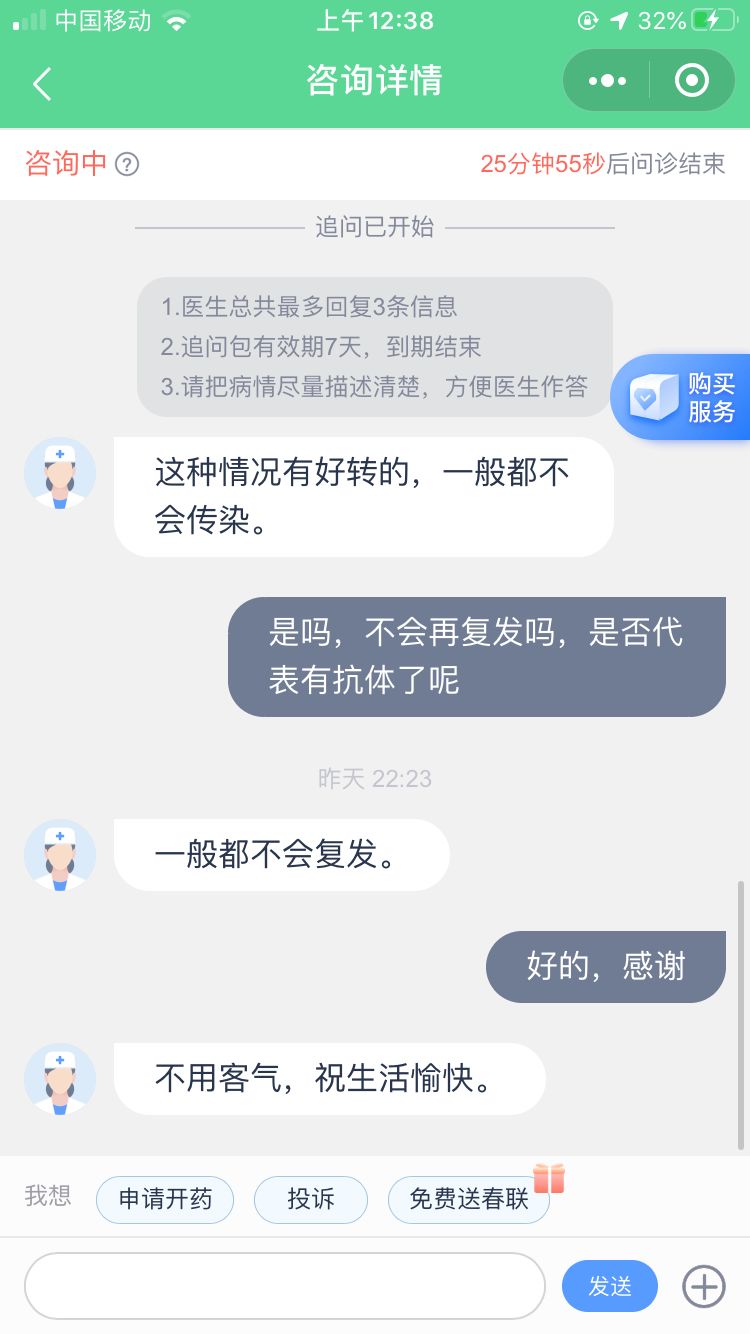 中国移动 上午12:38 32%
咨询详情
咨询中 ? 25分钟55秒后问诊结束
追问已开始
1.医生总共最多回复3条信息
2.追问包有效期7天，到期结束
3.请把病情尽量描述清楚，方便医生作答
购买
服务
这种情况有好转的，一般都不
会传染。
是吗，不会再复发吗，是否代
表有抗体了呢
昨天 22:23
一般都不会复发。
好的，感谢
不用客气，祝生活愉快。
我想 申请开药 投诉 免费送春联
发送